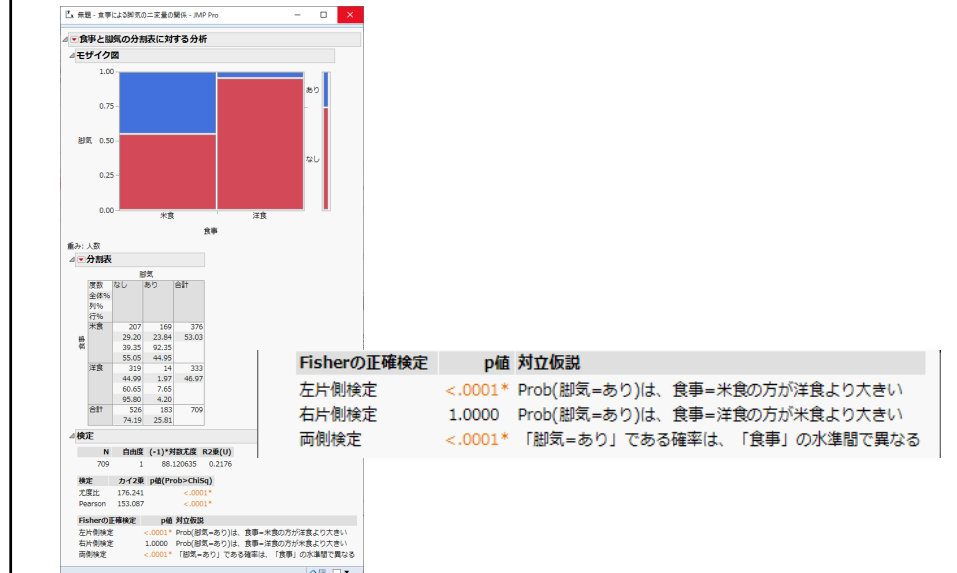 無題 - 食事による脚気の二変量の関係 - JMP Pro
食事と脚気の分割表に対する分析
モザイク図
1.00
0.75
0.50
0.25
0.00
脚気
あり
なし
米食 洋食
食事
重み: 人数
分割表
脚気
度数 なし あり 合計
全体%
列%
行%
食事
米食 207 169 376
29.20 23.84 53.03
39.35 92.35
55.05 44.95
洋食 319 14 333
44.99 1.97 46.97
60.65 7.65
95.80 4.20
合計 526 183 709
74.19 25.81
検定
N 自由度 (-1)*対数尤度 R2乗(U)
709 1 88.120635 0.2176
検定 カイ2乗 p値(Prob>ChiSq)
尤度比 176.241 <.0001*
Pearson 153.087 <.0001*
Fisherの正確検定 p値 対立仮説
左片側検定 <.0001* Prob(脚気=あり)は、食事=米食の方が洋食より大きい
右片側検定 1.0000 Prob(脚気=あり)は、食事=洋食の方が米食より大きい
両側検定 <.0001* 「脚気=あり」である確率は、「食事」の水準間で異なる
Fisherの正確検定 p値 対立仮説
左片側検定 <.0001* Prob(脚気=あり)は、食事=米食の方が洋食より大きい
右片側検定 1.0000 Prob(脚気=あり)は、食事=洋食の方が米食より大きい
両側検定 <.0001* 「脚気=あり」である確率は、「食事」の水準間で異なる